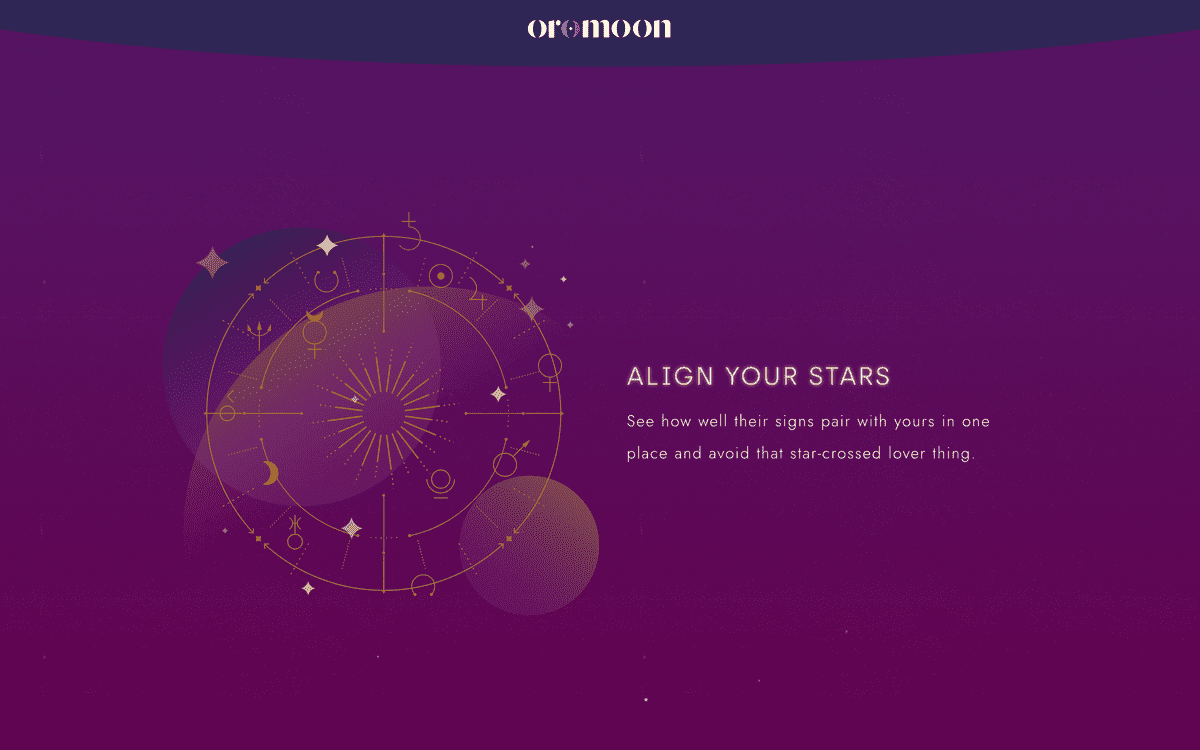 oromoon
ALIGN YOUR STARS
See how well their signs pair with yours in one
place and avoid that star-crossed lover thing.